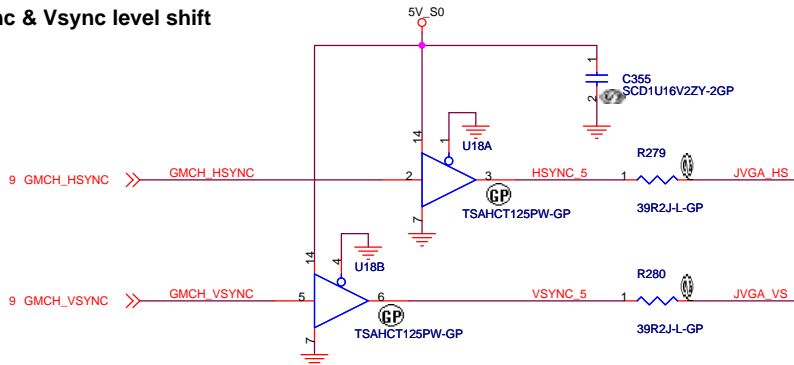 nc & Vsync level shift
5V_S0
1
C355
SCD1U16V2ZY-2GP
2
14
1
U18A
9 GMCH_HSYNC
GMCH_HSYNC
2
3
HSYNC_5
R279
1
JVGA_HS
39R2J-L-GP
GP
TSAHCT125PW-GP
7
14
4
U18B
9 GMCH_VSYNC
GMCH_VSYNC
5
6
VSYNC_5
R280
1
JVGA_VS
39R2J-L-GP
GP
TSAHCT125PW-GP
7